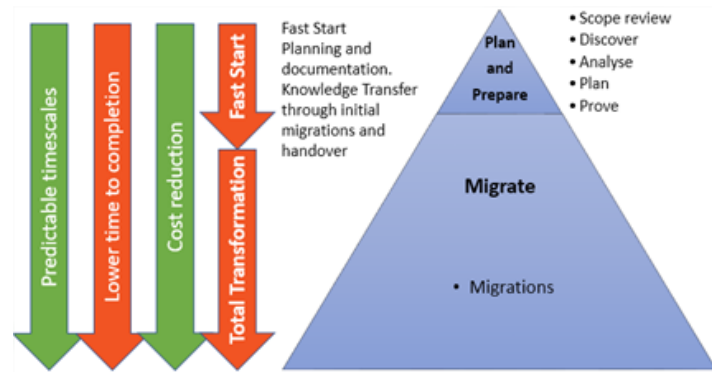 Predictable timescales
Lower time to completion
Cost reduction
Fast Start
Total Transformation
Fast Start
Planning and
documentation.
Knowledge Transfer
through initial
migrations and
handover
Plan
and
Prepare
• Scope review
• Discover
• Analyse
• Plan
• Prove
Migrate
• Migrations